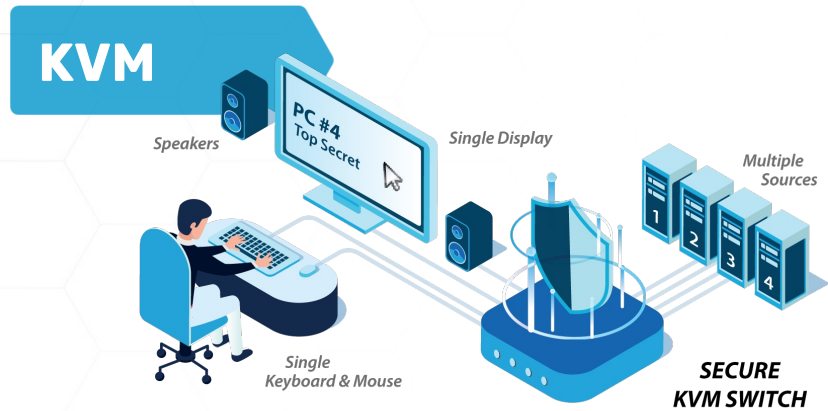 KVM
Speakers
PC #4
Top Secret
Single Display
Multiple
Sources
1
2
3
4
Single
Keyboard & Mouse
SECURE
KVM SWITCH